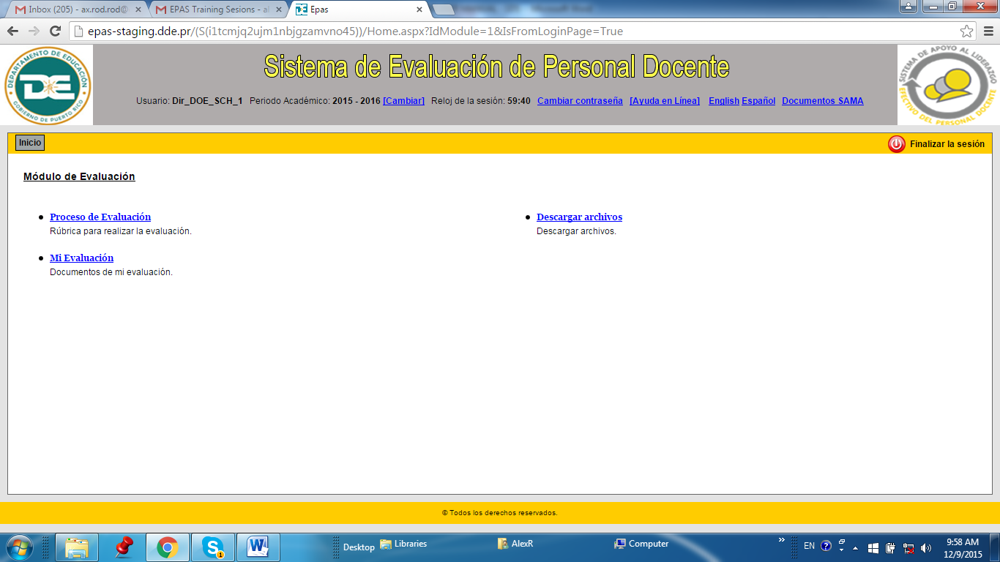 Inbox (205) - ax.rod.rod@
EPAS Training Sesions - al
Epas
epas-staging.dde.pr/(S(i1tcmjq2ujm1nbjgzamvno45))/Home.aspx?IdModule=1&IsFromLoginPage=True
DEPARTAMENTO DE EDUCACIÓN
DE
GOBIERNO DE PUERTO RICO
Sistema de Evaluación de Personal Docente
SISTEMA DE APOYO AL LIDERAZGO EFECTIVO DEL PERSONAL DOCENTE
Usuario: Dir_DOE_SCH_1 Periodo Académico: 2015 - 2016 [Cambiar] Reloj de la sesión: 59:40 Cambiar contraseña [Ayuda en Línea] English Español Documentos SAMA
Inicio
Finalizar la sesión
Módulo de Evaluación
Proceso de Evaluación
Rúbrica para realizar la evaluación.
Descargar archivos
Descargar archivos.
Mi Evaluación
Documentos de mi evaluación.
© Todos los derechos reservados.
Desktop
Libraries
AlexR
Computer
»
EN
9:58 AM
12/9/2015